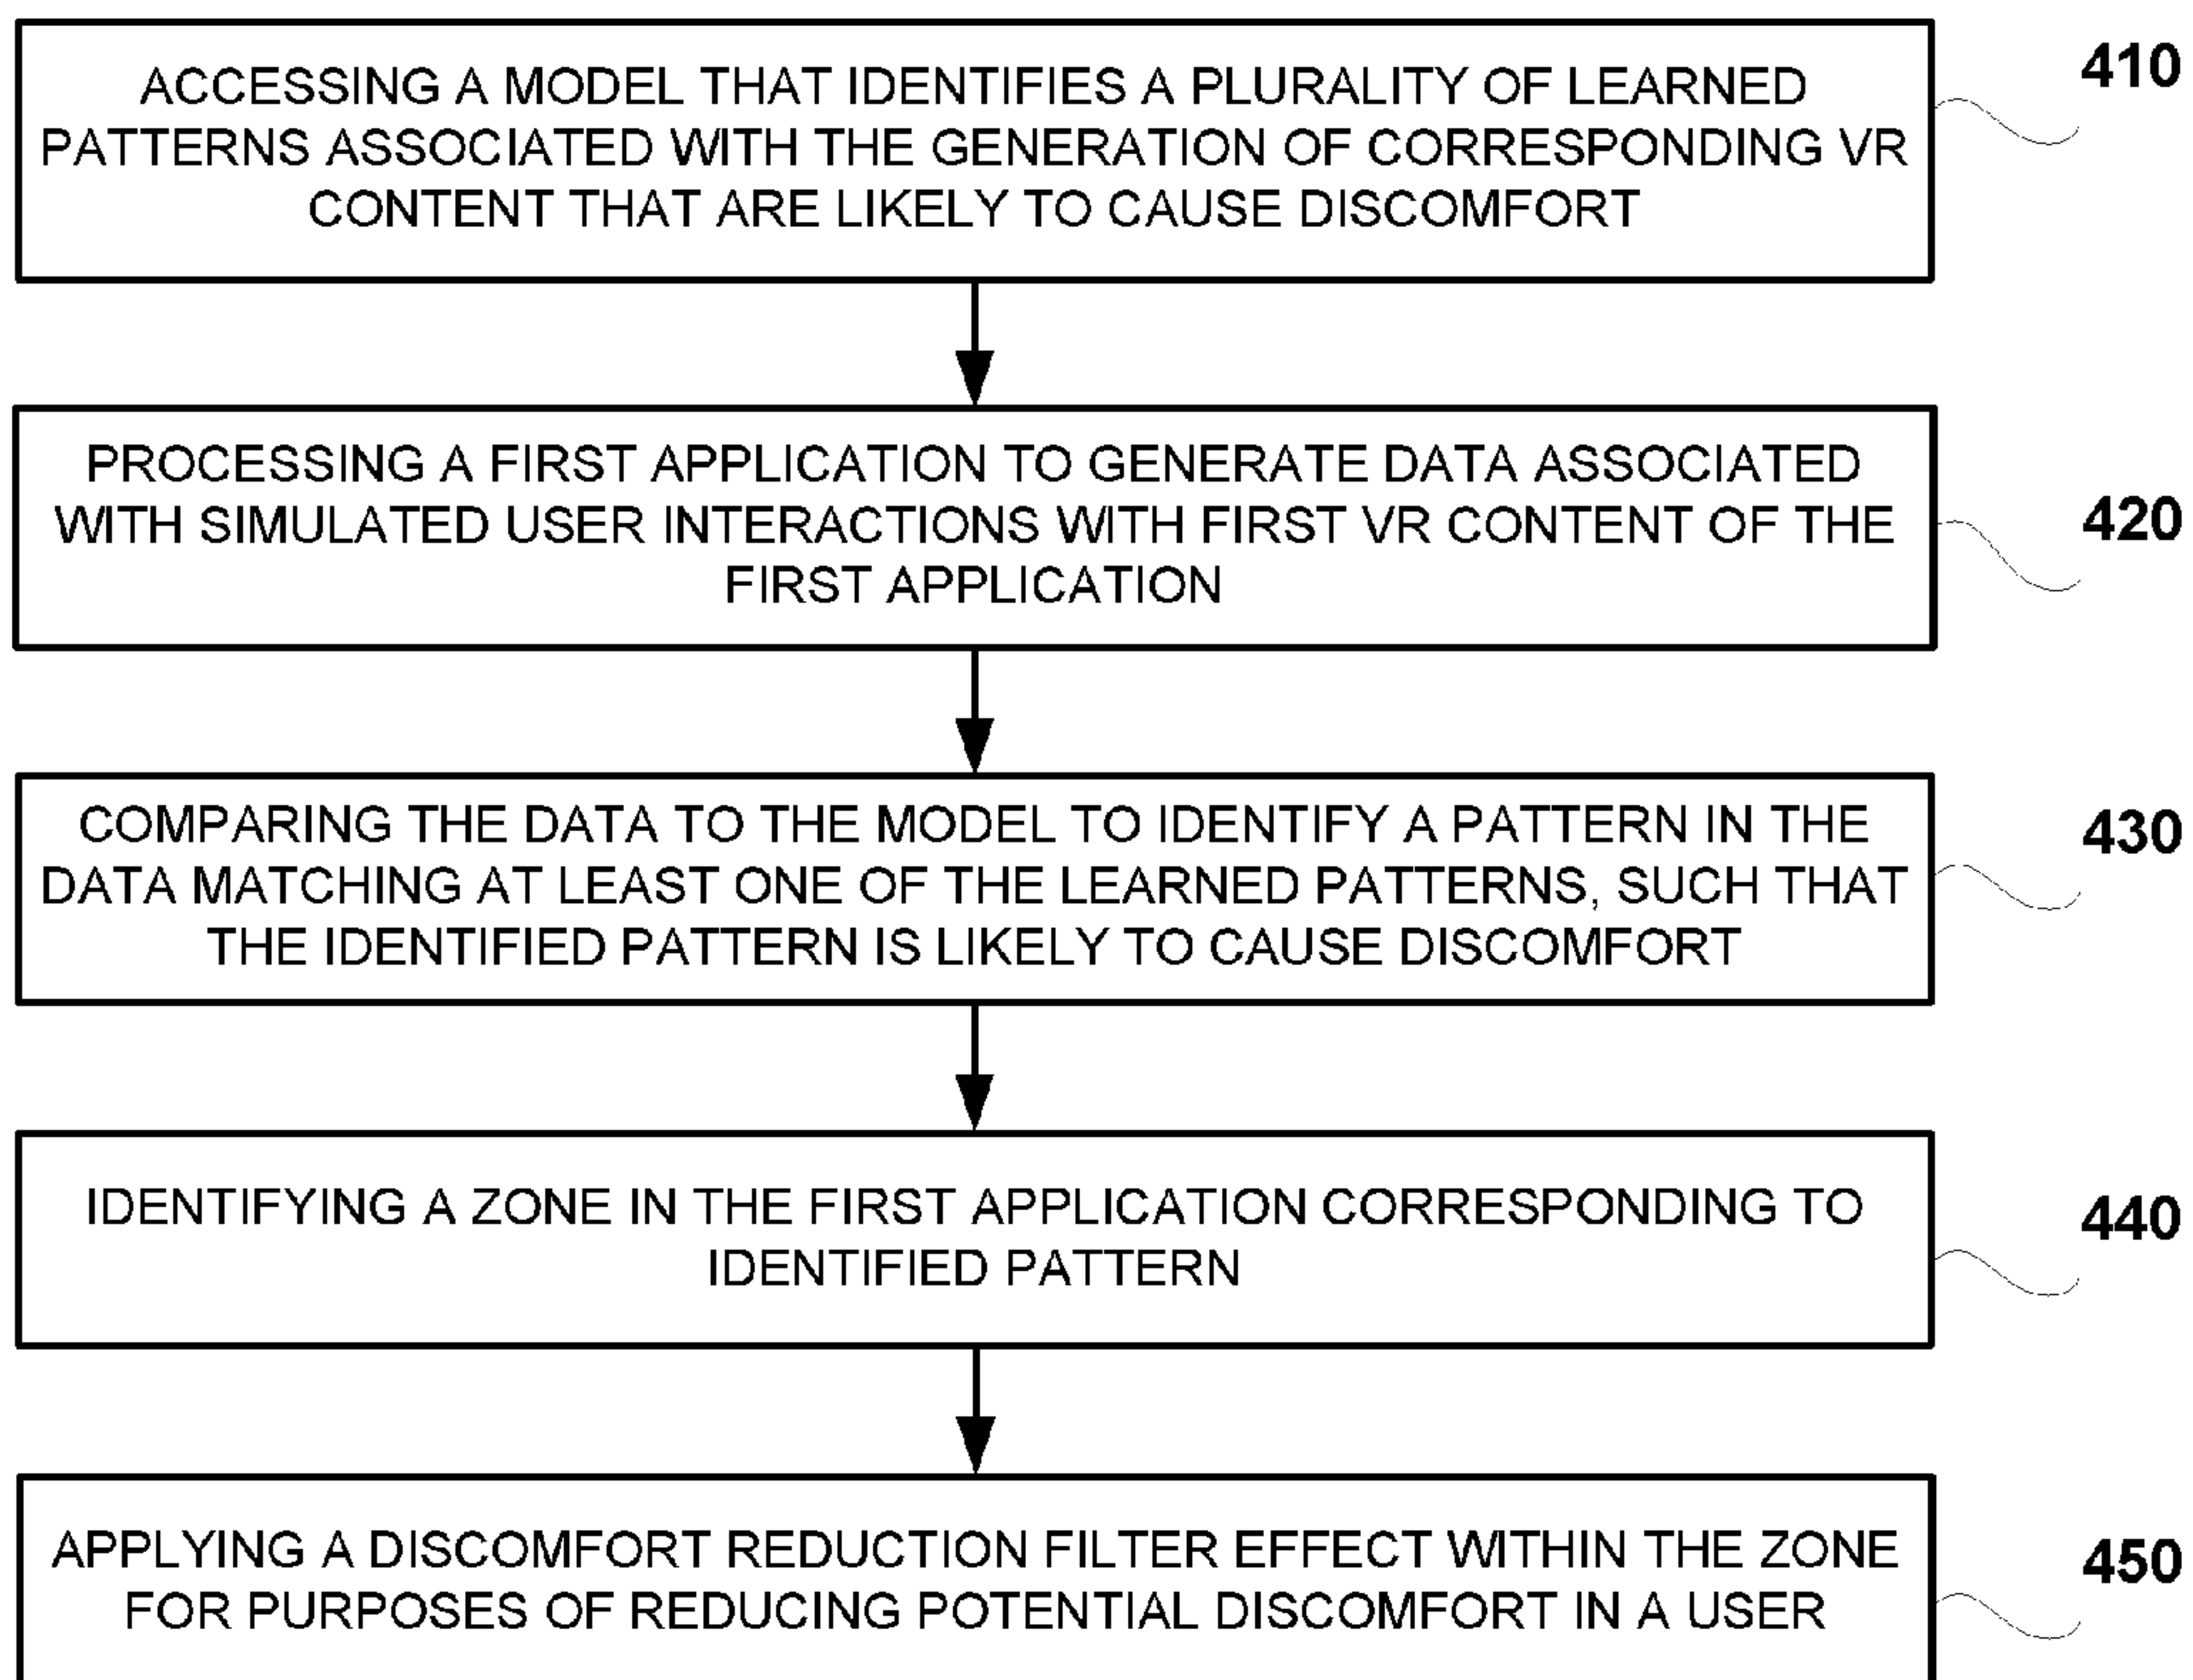 ACCESSING A MODEL THAT IDENTIFIES A PLURALITY OF LEARNED
PATTERNS ASSOCIATED WITH THE GENERATION OF CORRESPONDING VR
CONTENT THAT ARE LIKELY TO CAUSE DISCOMFORT
410
PROCESSING A FIRST APPLICATION TO GENERATE DATA ASSOCIATED
WITH SIMULATED USER INTERACTIONS WITH FIRST VR CONTENT OF THE
FIRST APPLICATION
420
COMPARING THE DATA TO THE MODEL TO IDENTIFY A PATTERN IN THE
DATA MATCHING AT LEAST ONE OF THE LEARNED PATTERNS, SUCH THAT
THE IDENTIFIED PATTERN IS LIKELY TO CAUSE DISCOMFORT
430
IDENTIFYING A ZONE IN THE FIRST APPLICATION CORRESPONDING TO
IDENTIFIED PATTERN
440
APPLYING A DISCOMFORT REDUCTION FILTER EFFECT WITHIN THE ZONE
FOR PURPOSES OF REDUCING POTENTIAL DISCOMFORT IN A USER
450